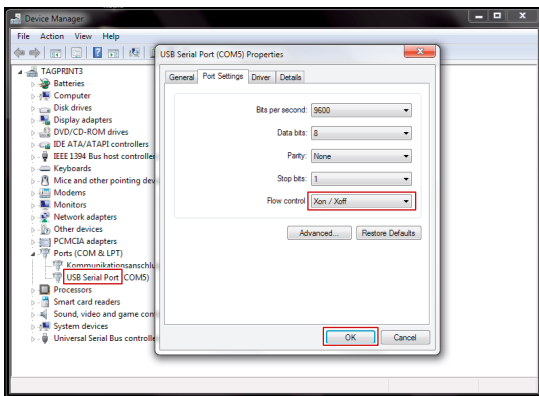 Device Manager
File Action View Help
TAGPRINT3
Batteries
Computer
Disk drives
Display adapters
DVD/CD-ROM drives
IDE ATA/ATAPI controllers
IEEE 1394 Bus host controller
Keyboards
Mice and other pointing dev
Modems
Monitors
Network adapters
Other devices
PCMCIA adapters
Ports (COM & LPT)
Kommunikationsanschlu
USB Serial Port (COM5)
Processors
Smart card readers
Sound, video and game con
System devices
Universal Serial Bus controlle
USB Serial Port (COM5) Properties
General Port Settings Driver Details
Bits per second: 9600
Data bits: 8
Parity: None
Stop bits: 1
Flow control Xon / Xoff
Advanced... Restore Defaults
OK Cancel